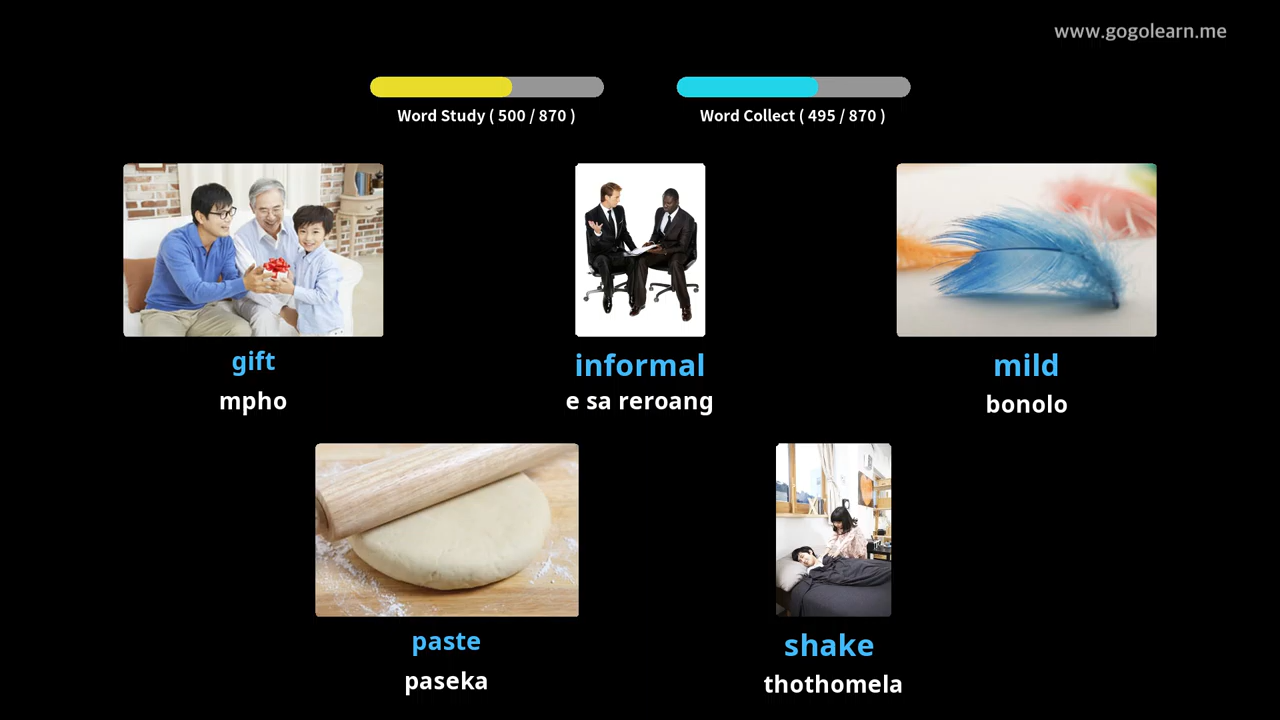 www.gogolearn.me
Word Study ( 500 / 870 )
Word Collect ( 495 / 870 )
gift
mpho
informal
e sa reroang
mild
bonolo
paste
paseka
shake
thothomela